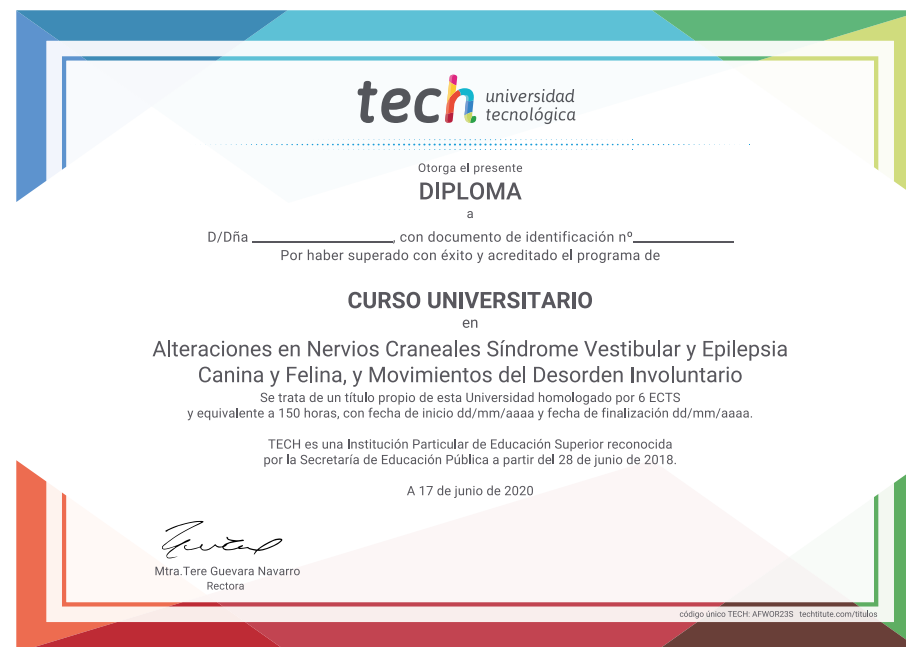 tech universidad
tecnológica
Otorga el presente
DIPLOMA
a
D/Dña ____________________, con documento de identificación nº______________
Por haber superado con éxito y acreditado el programa de
CURSO UNIVERSITARIO
en
Alteraciones en Nervios Craneales Síndrome Vestibular y Epilepsia
Canina y Felina, y Movimientos del Desorden Involuntario
Se trata de un título propio de esta Universidad homologado por 6 ECTS
y equivalente a 150 horas, con fecha de inicio dd/mm/aaaa y fecha de finalización dd/mm/aaaa.
TECH es una Institución Particular de Educación Superior reconocida
por la Secretaría de Educación Pública a partir del 28 de junio de 2018.
A 17 de junio de 2020
Mtra.Tere Guevara Navarro
Rectora
código único TECH: AFWOR23S techtitute.com/titulos